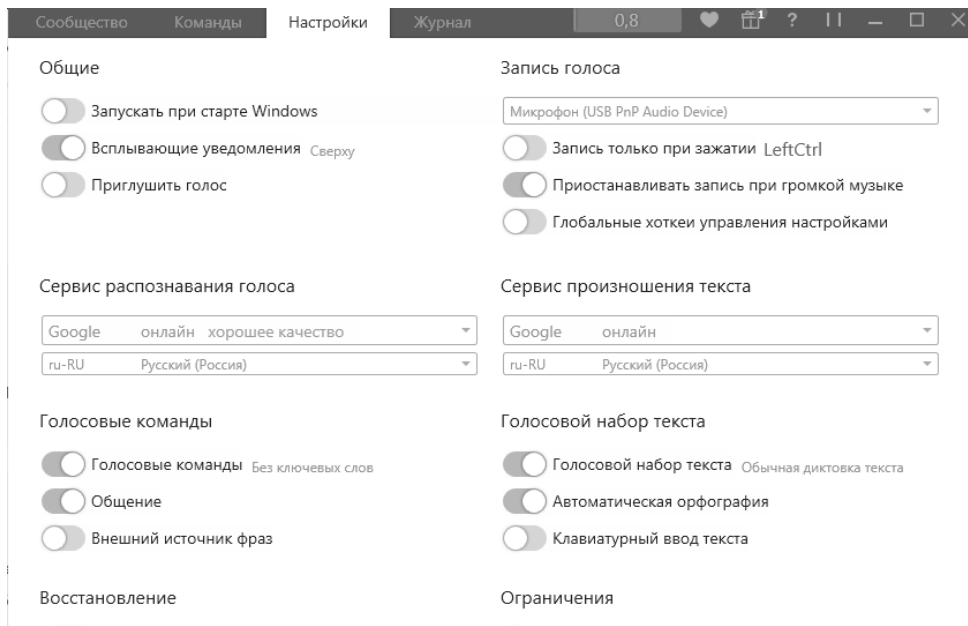 Сообщество Команды Настройки Журнал 0,8 1 ?
Общие
Запускать при старте Windows
Всплывающие уведомления Сверху
Приглушить голос
Запись голоса
Микрофон (USB PnP Audio Device)
Запись только при зажатии LeftCtrl
Приостанавливать запись при громкой музыке
Глобальные хоткеи управления настройками
Сервис распознавания голоса
Google онлайн хорошее качество
ru-RU Русский (Россия)
Сервис произношения текста
Google онлайн
ru-RU Русский (Россия)
Голосовые команды
Голосовые команды Без ключевых слов
Общение
Внешний источник фраз
Голосовой набор текста
Голосовой набор текста Обычная диктовка текста
Автоматическая орфография
Клавиатурный ввод текста
Восстановление
Ограничения